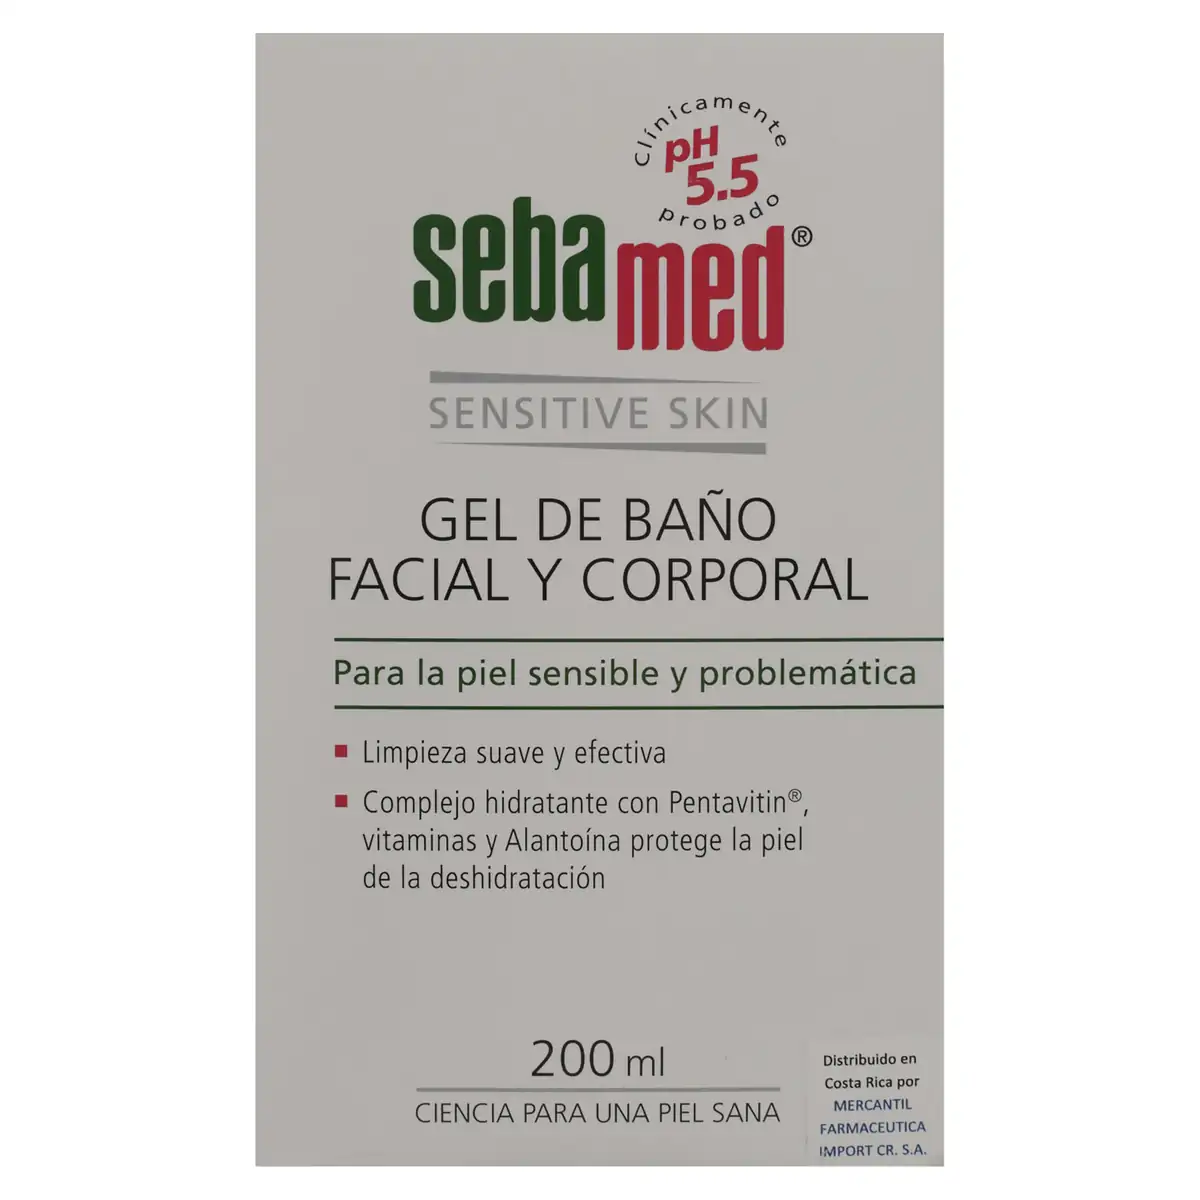 Clínicamente
pH
5.5
probado
sebamed®
SENSITIVE SKIN
GEL DE BAÑO
FACIAL Y CORPORAL
Para la piel sensible y problemática
Limpieza suave y efectiva
Complejo hidratante con Pentavitin®,
vitaminas y Alantoína protege la piel
de la deshidratación
200 ml
CIENCIA PARA UNA PIEL SANA
Distribuido en
Costa Rica por
MERCANTIL
FARMACEUTICA
IMPORT CR. S.A.